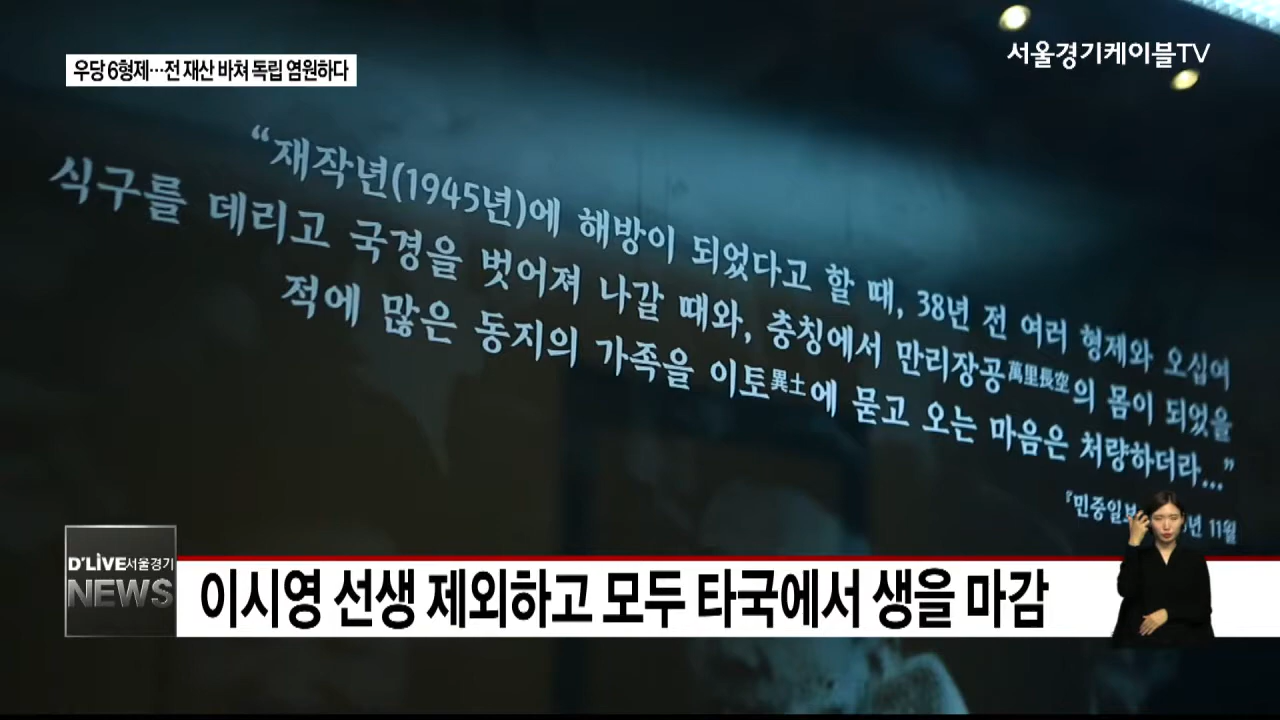 우당 6형제…전 재산 바쳐 독립 염원하다
서울경기케이블TV
“재작년(1945년)에 해방이 되었다고 할 때, 38년 전 여러 형제와 오십여
식구를 데리고 국경을 벗어져 나갈 때와, 충칭에서 만리장공萬里長空의 몸이 되었을
적에 많은 동지의 가족을 이토異土에 묻고 오는 마음은 처량하더라...”
『민중일보 년 11월
D'LIVE서울경기
NEWS
이시영 선생 제외하고 모두 타국에서 생을 마감